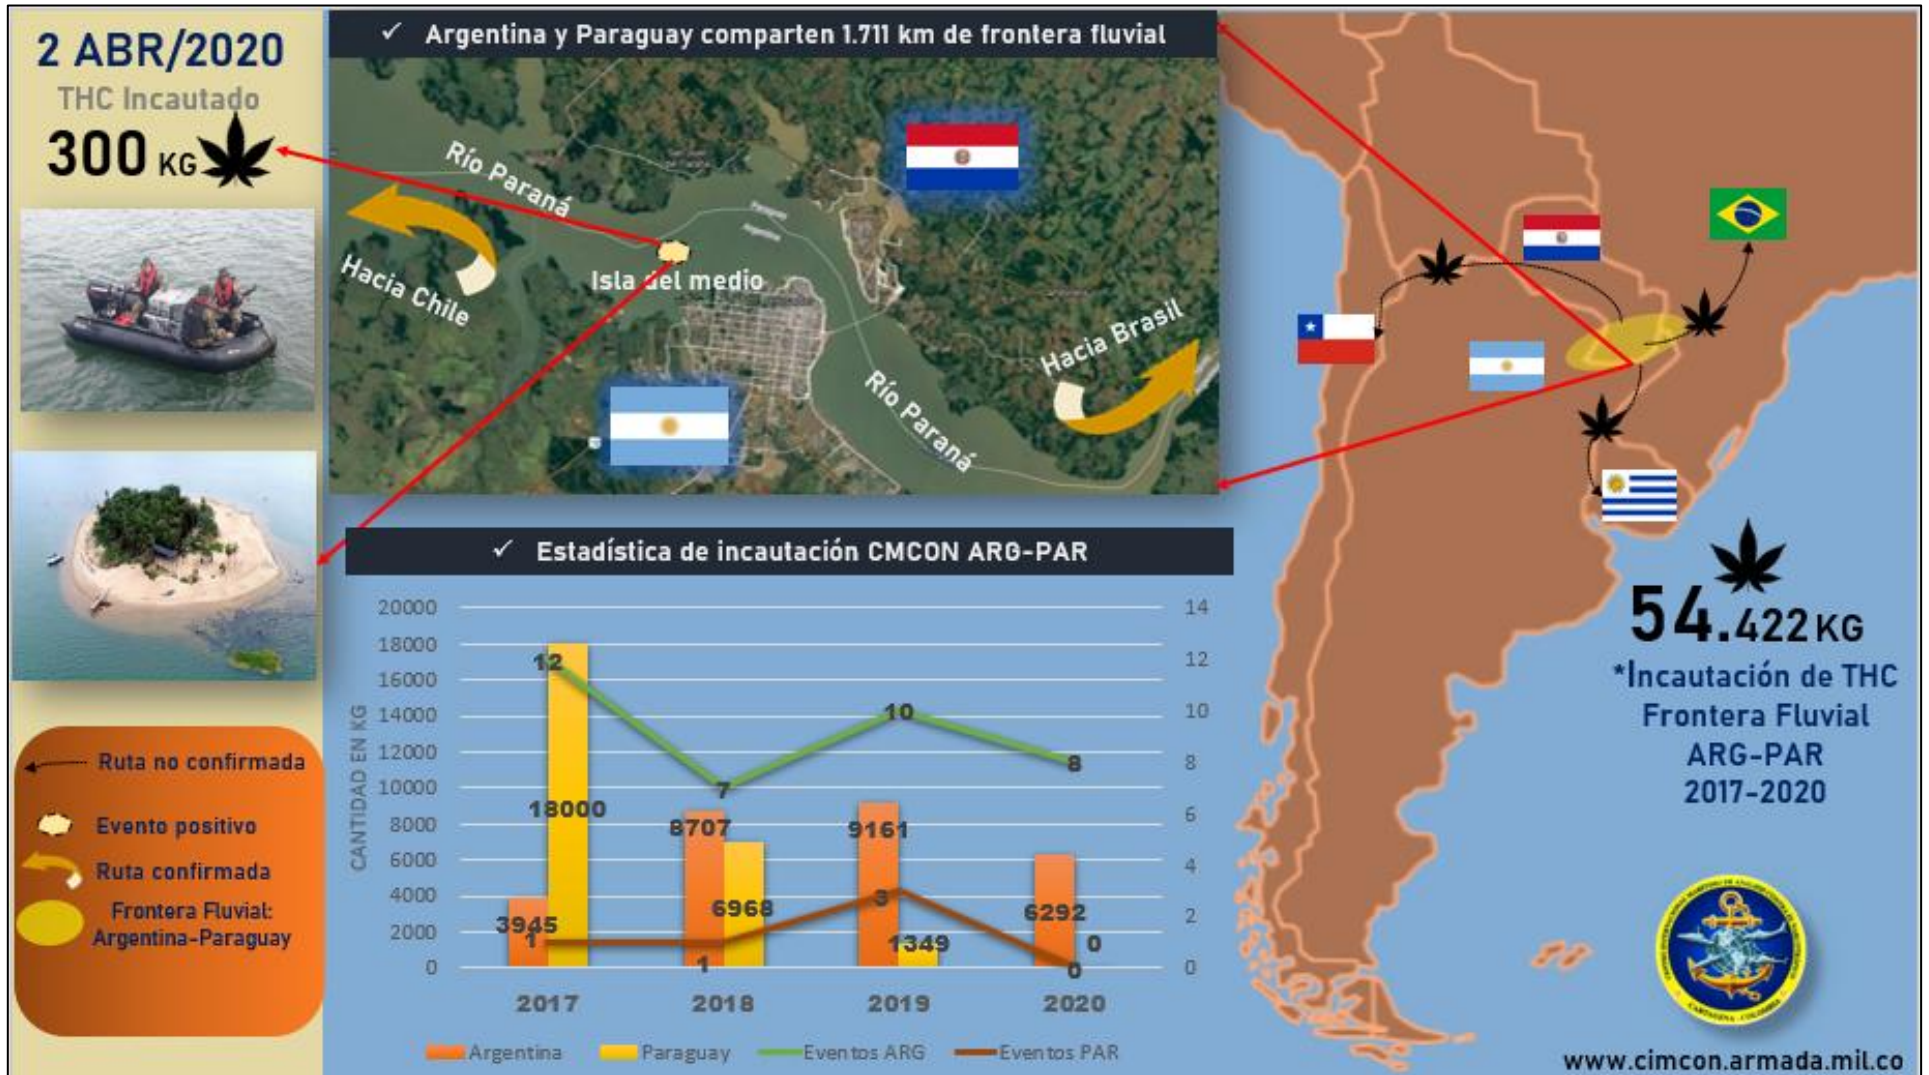 2 ABR/2020
THC Incautado
300 KG
✓ Argentina y Paraguay comparten 1.711 km de frontera fluvial
Río Paraná
Hacia Chile
Isla del medio
Paraguay
Argentina
Hacia Brasil
Río Paraná
Ruta no confirmada
Evento positivo
Ruta confirmada
Frontera Fluvial:
Argentina-Paraguay
✓ Estadística de incautación CMCON ARG-PAR
CANTIDAD EN KG
20000
18000
16000
14000
12000
10000
8000
6000
4000
2000
0
14
12
10
8
6
4
2
0
12
7
10
8
18000
8707
9161
3945
6968
1349
6292
0
1
1
3
0
2017
2018
2019
2020
Argentina
Paraguay
Eventos ARG
Eventos PAR
54.422 KG
*Incautación de THC
Frontera Fluvial
ARG-PAR
2017-2020
CARTAGENA - COLOMBIA
www.cimcon.armada.mil.co